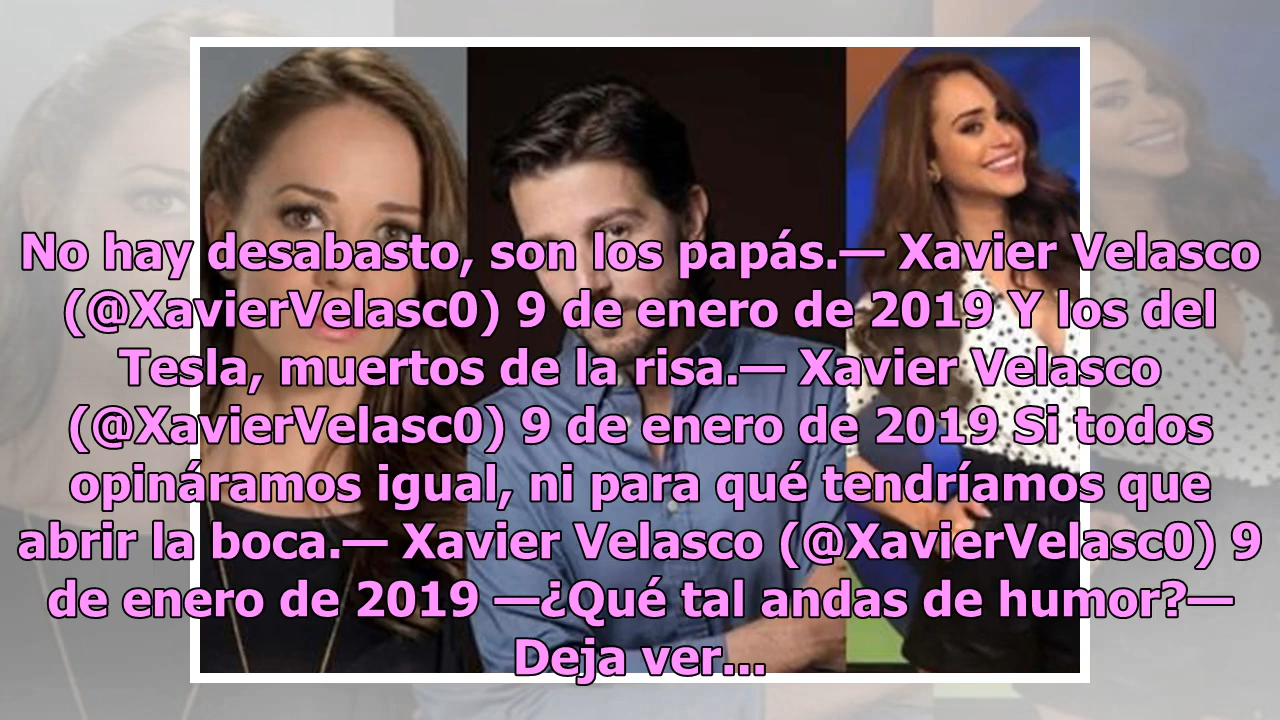 No hay desabasto, son los papás.— Xavier Velasco
(@XavierVelasc0) 9 de enero de 2019 Y los del
Tesla, muertos de la risa.— Xavier Velasco
(@XavierVelasc0) 9 de enero de 2019 Si todos
opináramos igual, ni para qué tendríamos que
abrir la boca.— Xavier Velasco (@XavierVelasc0) 9
de enero de 2019 —¿Qué tal andas de humor?—
Deja ver...